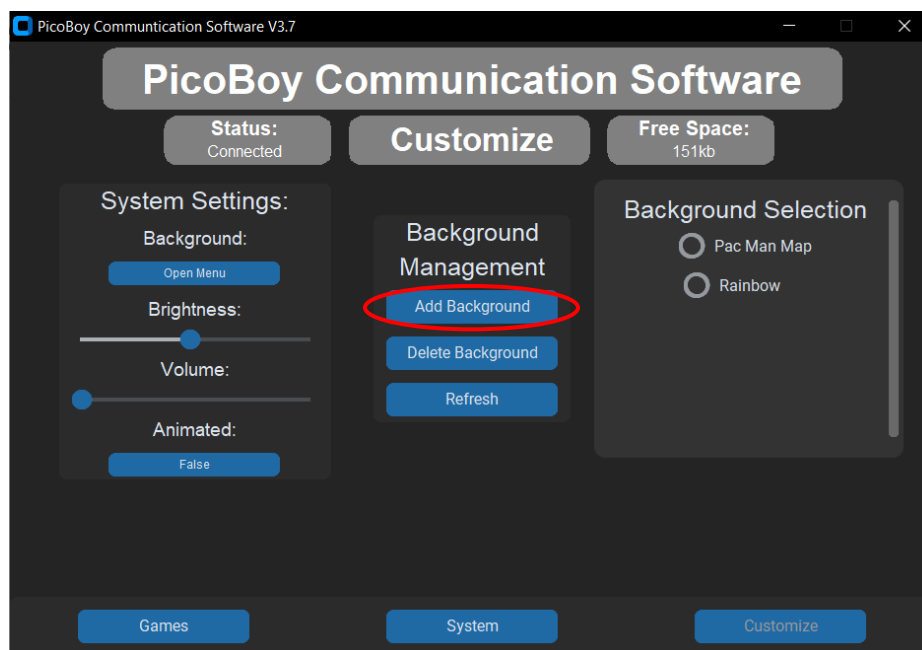 PicoBoy Communtication Software V3.7
PicoBoy Communication Software
Status:
Connected
Customize
Free Space:
151kb
System Settings:
Background:
Open Menu
Brightness:
Volume:
Animated:
False
Background
Management
Add Background
Delete Background
Refresh
Background Selection
Pac Man Map
Rainbow
Games
System
Customize